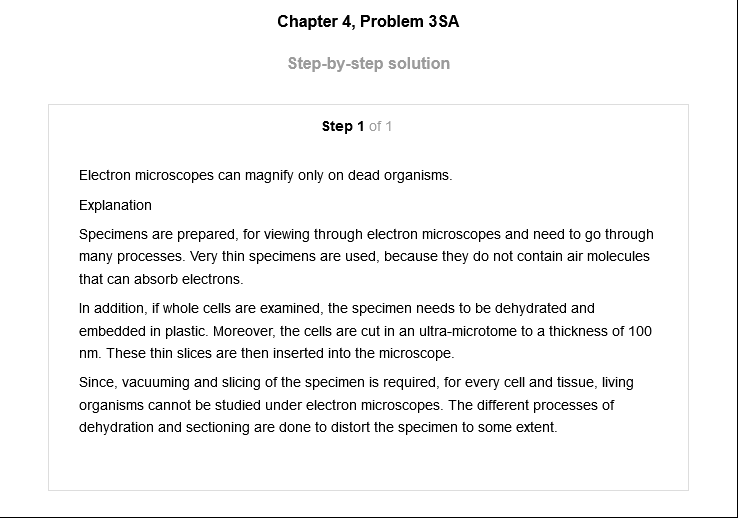 Chapter 4, Problem 3SA
Step-by-step solution
Step 1 of 1
Electron microscopes can magnify only on dead organisms.
Explanation
Specimens are prepared, for viewing through electron microscopes and need to go through
many processes. Very thin specimens are used, because they do not contain air molecules
that can absorb electrons.
In addition, if whole cells are examined, the specimen needs to be dehydrated and
embedded in plastic. Moreover, the cells are cut in an ultra-microtome to a thickness of 100
nm. These thin slices are then inserted into the microscope.
Since, vacuuming and slicing of the specimen is required, for every cell and tissue, living
organisms cannot be studied under electron microscopes. The different processes of
dehydration and sectioning are done to distort the specimen to some extent.